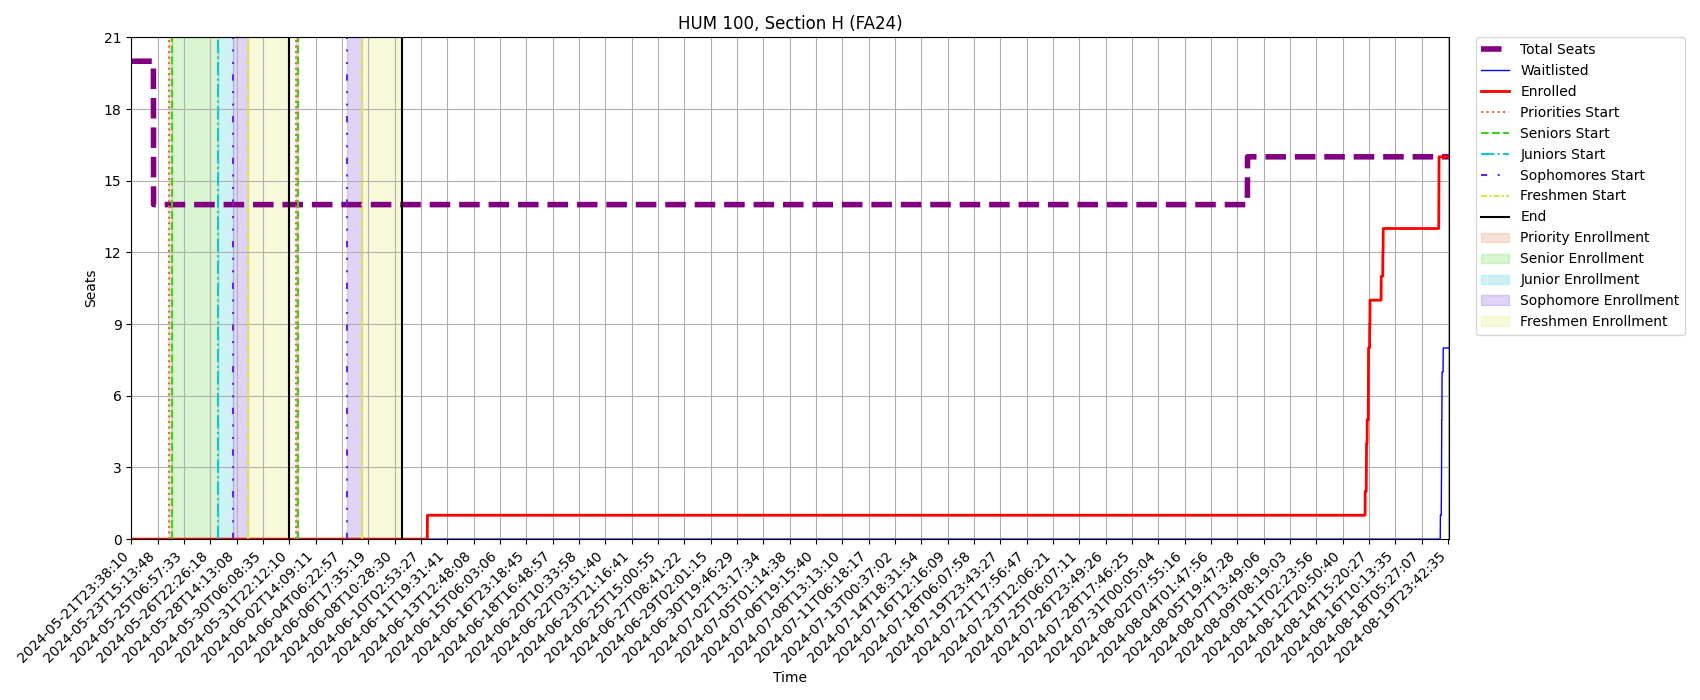 HUM 100, Section H (FA24)
21
18
15
12
9
6
3
0
Seats
2024-05-21T23:38:10
2024-05-23T15:13:48
2024-05-25T06:57:33
2024-05-26T22:26:18
2024-05-28T14:13:08
2024-05-30T06:08:35
2024-05-31T22:12:10
2024-06-02T14:09:11
2024-06-04T06:22:57
2024-06-06T17:35:19
2024-06-08T10:28:30
2024-06-10T02:53:27
2024-06-11T19:31:41
2024-06-13T12:48:08
2024-06-15T06:03:06
2024-06-16T23:18:45
2024-06-18T16:48:57
2024-06-20T10:33:58
2024-06-22T03:51:40
2024-06-23T21:16:41
2024-06-25T15:00:55
2024-06-27T08:41:22
2024-06-29T02:01:15
2024-06-30T19:46:29
2024-07-02T13:17:34
2024-07-05T01:14:38
2024-07-06T19:15:40
2024-07-08T13:13:10
2024-07-11T06:18:17
2024-07-13T00:37:02
2024-07-14T18:31:54
2024-07-16T12:16:09
2024-07-18T06:07:58
2024-07-19T23:43:27
2024-07-21T17:56:47
2024-07-23T12:06:21
2024-07-25T06:07:11
2024-07-26T23:49:26
2024-07-28T17:46:25
2024-07-31T00:05:04
2024-08-02T07:55:16
2024-08-04T01:47:56
2024-08-05T19:47:28
2024-08-07T13:49:06
2024-08-09T08:19:03
2024-08-11T02:23:56
2024-08-12T20:50:40
2024-08-14T15:20:27
2024-08-16T10:13:35
2024-08-18T05:27:07
2024-08-19T23:42:35
Time
Total Seats
Waitlisted
Enrolled
Priorities Start
Seniors Start
Juniors Start
Sophomores Start
Freshmen Start
End
Priority Enrollment
Senior Enrollment
Junior Enrollment
Sophomore Enrollment
Freshmen Enrollment